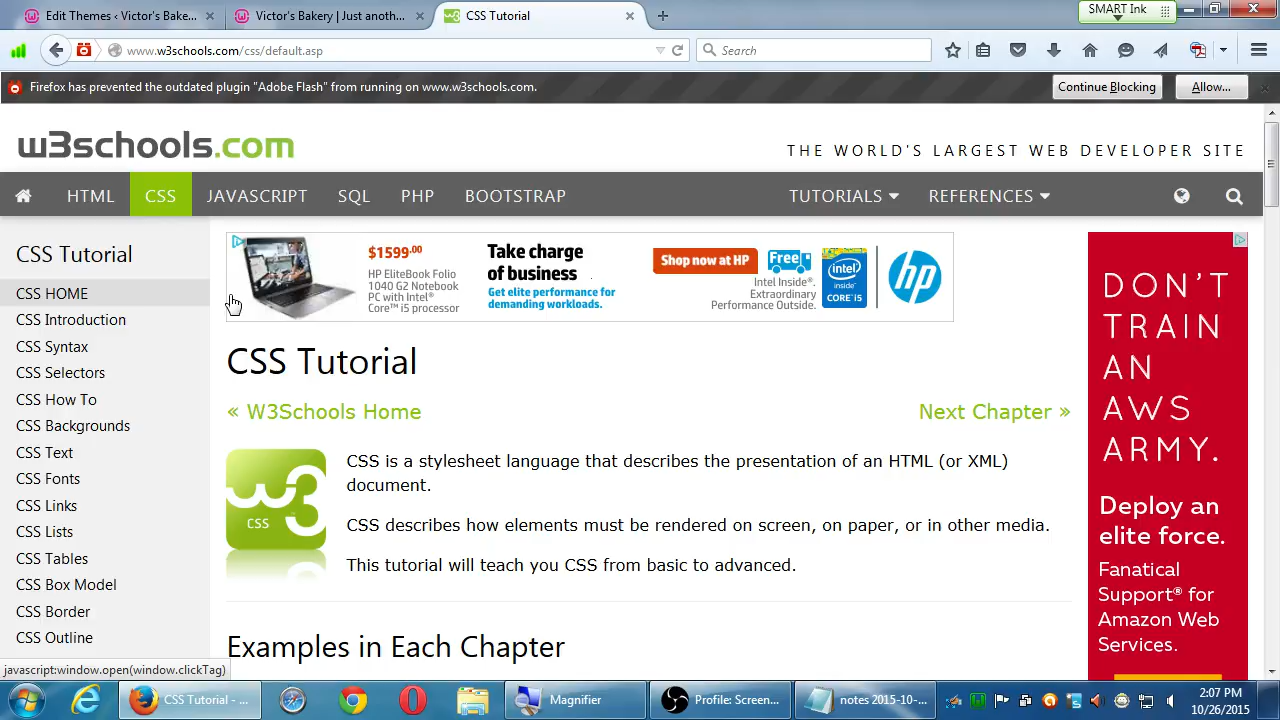 Edit Themes ‹ Victor's Bake...
Victor's Bakery | Just anoth...
CSS Tutorial
SMART Ink
www.w3schools.com/css/default.asp
Search
Firefox has prevented the outdated plugin "Adobe Flash" from running on www.w3schools.com.
Continue Blocking
Allow...
w3schools.com
THE WORLD'S LARGEST WEB DEVELOPER SITE
HTML
CSS
JAVASCRIPT
SQL
PHP
BOOTSTRAP
TUTORIALS
REFERENCES
CSS Tutorial
CSS HOME
CSS Introduction
CSS Syntax
CSS Selectors
CSS How To
CSS Backgrounds
CSS Text
CSS Fonts
CSS Links
CSS Lists
CSS Tables
CSS Box Model
CSS Border
CSS Outline
$1599.00
HP EliteBook Folio
1040 G2 Notebook
PC with Intel®
Core™ i5 processor
Take charge
of business
Get elite performance for
demanding workloads.
Shop now at HP
Free
Intel Inside®.
Extraordinary
Performance Outside.
intel
inside™
CORE™ i5
hp
CSS Tutorial
« W3Schools Home
Next Chapter »
w3
CSS
CSS is a stylesheet language that describes the presentation of an HTML (or XML)
document.
CSS describes how elements must be rendered on screen, on paper, or in other media.
This tutorial will teach you CSS from basic to advanced.
Examples in Each Chapter
DON'T
TRAIN
AN
AWS
ARMY.
Deploy an
elite force.
Fanatical
Support® for
Amazon Web
Services.
javascript:window.open(window.clickTag)
CSS Tutorial - ...
Magnifier
Profile: Screen...
notes 2015-10-...
2:07 PM
10/26/2015